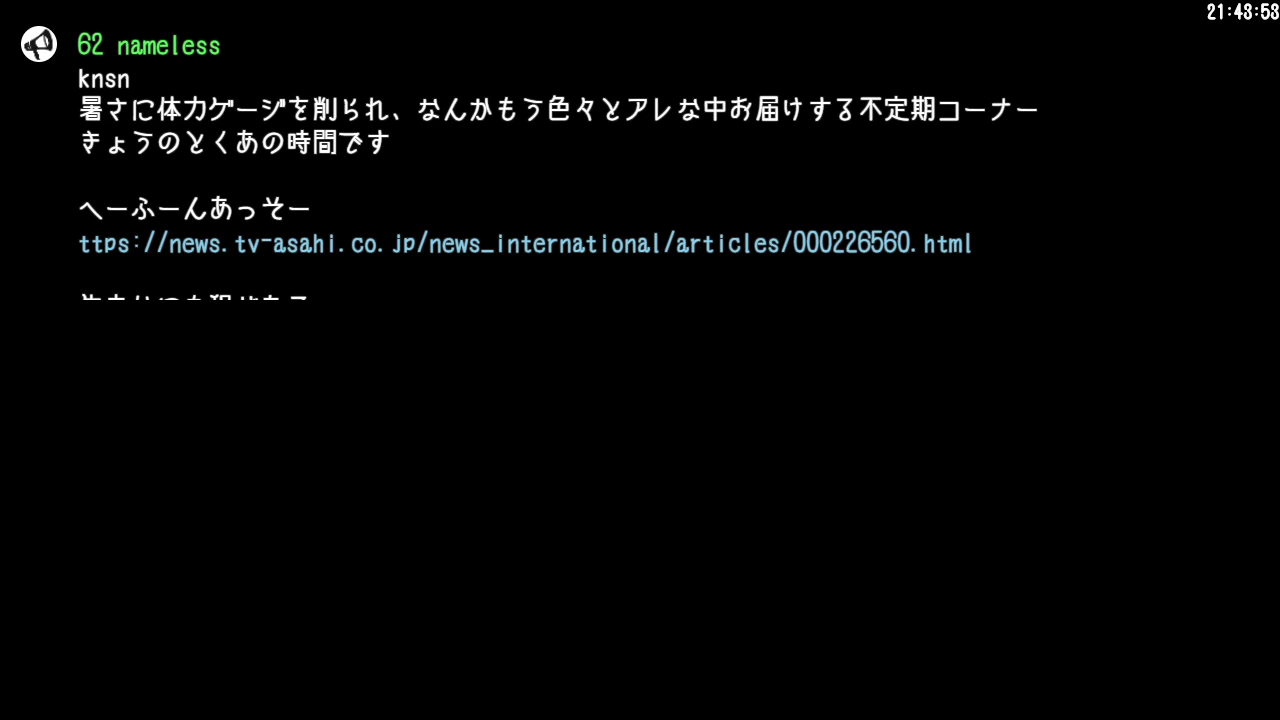 21:43:53
62 nameless
knsn
暑さに体力ゲージを削られ、なんかもう色々とアレな中お届けする不定期コーナー
きょうのとくあの時間です
へーふーんあっそー
ttps://news.tv-asahi.co.jp/news_international/articles/000226560.html